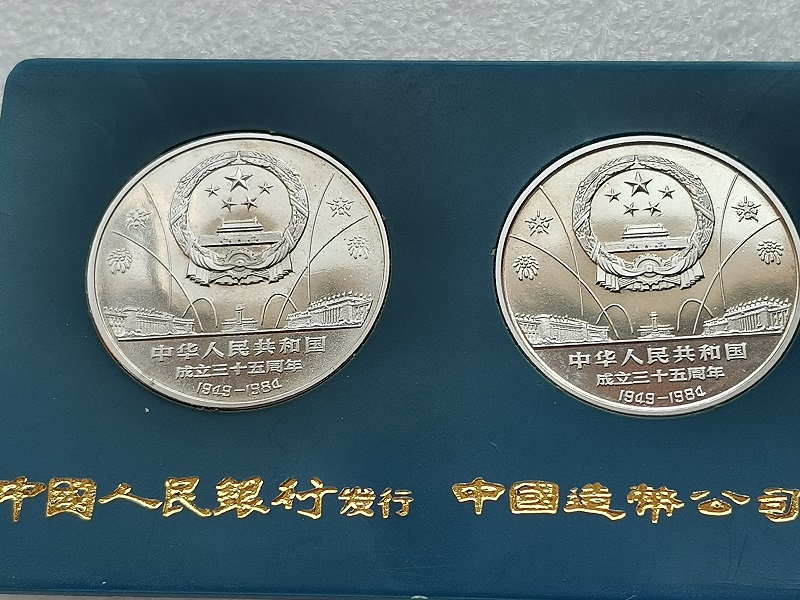 中华人民共和国
成立三十五周年
1949-1984
中华人民共和国
成立三十五周年
1949-1984
中國人民銀行发行 中國造幣公司